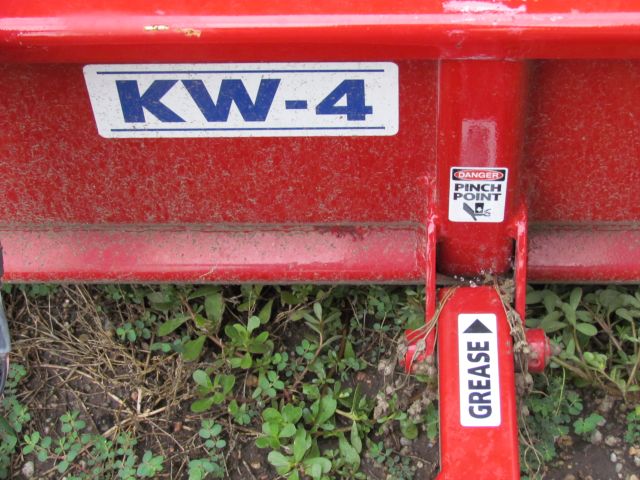 KW-4
DANGER
PINCH
POINT
GREASE